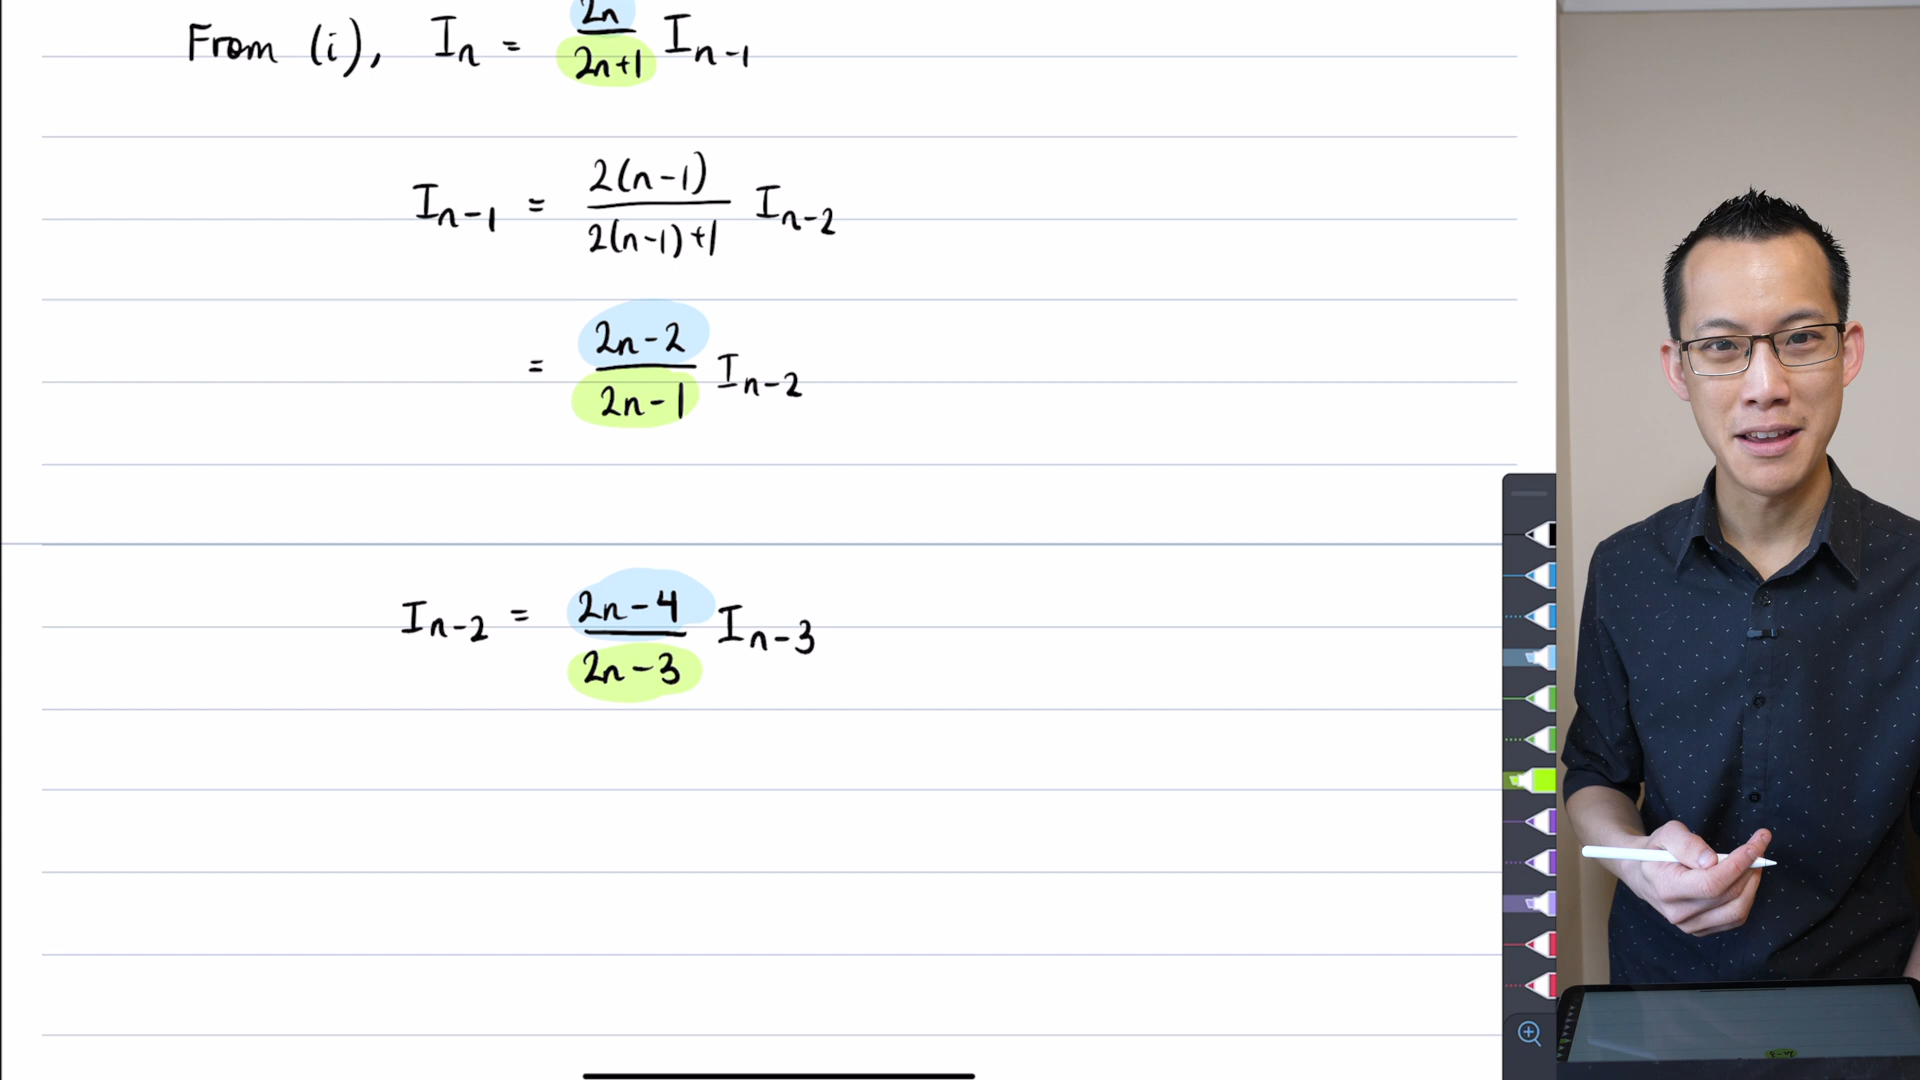 From (i), Iₙ = 2n/(2n+1) Iₙ₋₁
Iₙ₋₁ = 2(n-1)/(2(n-1)+1) Iₙ₋₂
= (2n-2)/(2n-1) Iₙ₋₂
Iₙ₋₂ = (2n-4)/(2n-3) Iₙ₋₃